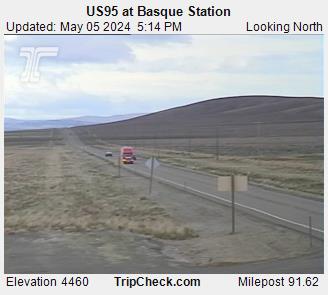 US95 at Basque Station
Updated: May 05 2024 5:14 PM Looking North
Elevation 4460 TripCheck.com Milepost 91.62